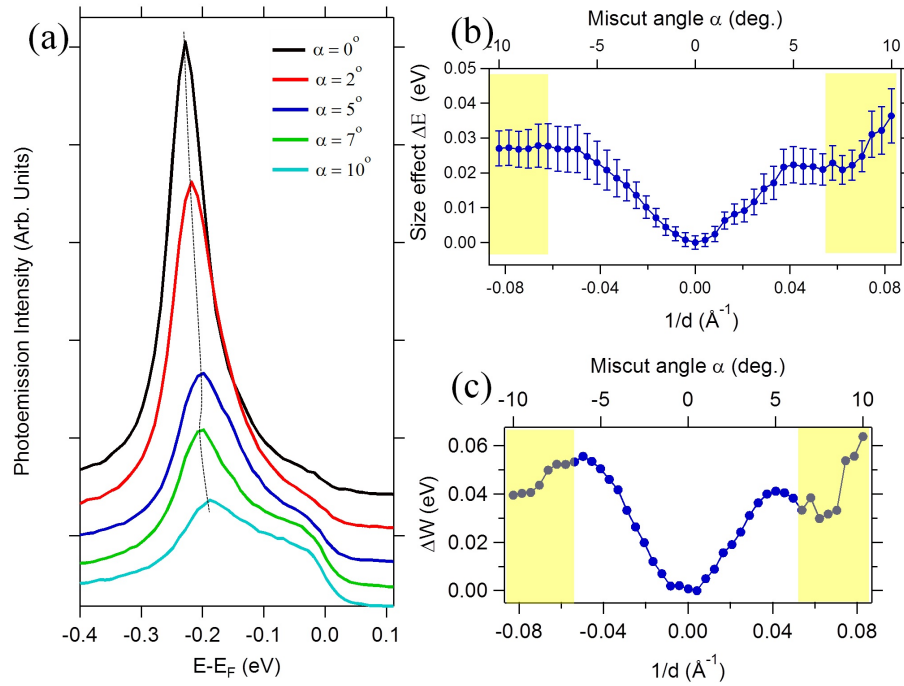 (a)
α = 0°
α = 2°
α = 5°
α = 7°
α = 10°
Photoemission Intensity (Arb. Units)
-0.4 -0.3 -0.2 -0.1 0.0 0.1
E-E_F (eV)
(b)
Miscut angle α (deg.)
-10 -5 0 5 10
Size effect ΔE (eV)
0.05
0.04
0.03
0.02
0.01
0.00
-0.08 -0.04 0.00 0.04 0.08
1/d (Å⁻¹)
(c)
Miscut angle α (deg.)
-10 -5 0 5 10
ΔW (eV)
0.06
0.04
0.02
0.00
-0.08 -0.04 0.00 0.04 0.08
1/d (Å⁻¹)